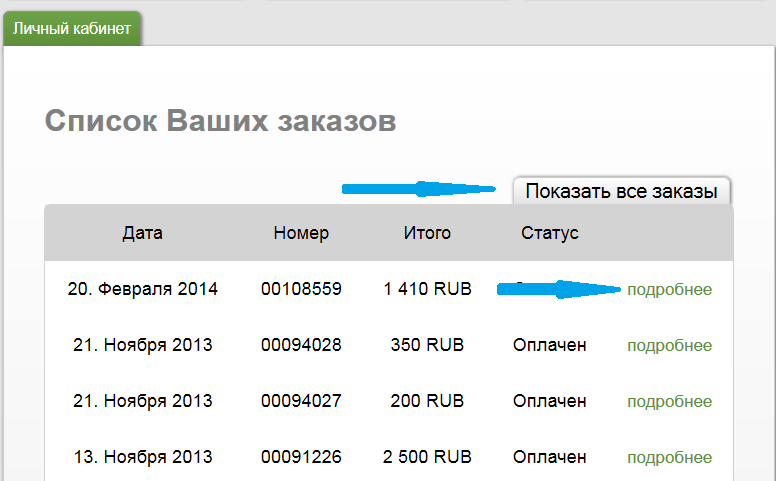 Личный кабинет
Список Ваших заказов
Показать все заказы
Дата Номер Итого Статус
20. Февраля 2014 00108559 1 410 RUB подробнее
21. Ноября 2013 00094028 350 RUB Оплачен подробнее
21. Ноября 2013 00094027 200 RUB Оплачен подробнее
13. Ноября 2013 00091226 2 500 RUB Оплачен подробнее